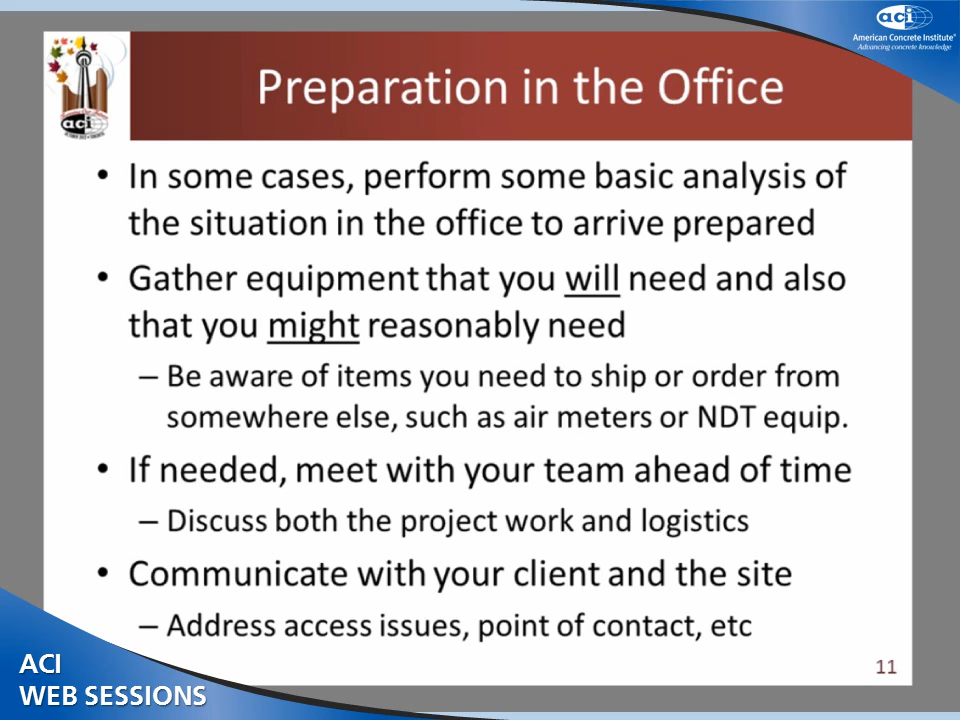 aci
American Concrete Institute®
Advancing concrete knowledge
aci
Preparation in the Office
• In some cases, perform some basic analysis of
the situation in the office to arrive prepared
• Gather equipment that you will need and also
that you might reasonably need
– Be aware of items you need to ship or order from
somewhere else, such as air meters or NDT equip.
• If needed, meet with your team ahead of time
– Discuss both the project work and logistics
• Communicate with your client and the site
– Address access issues, point of contact, etc
11
ACI
WEB SESSIONS